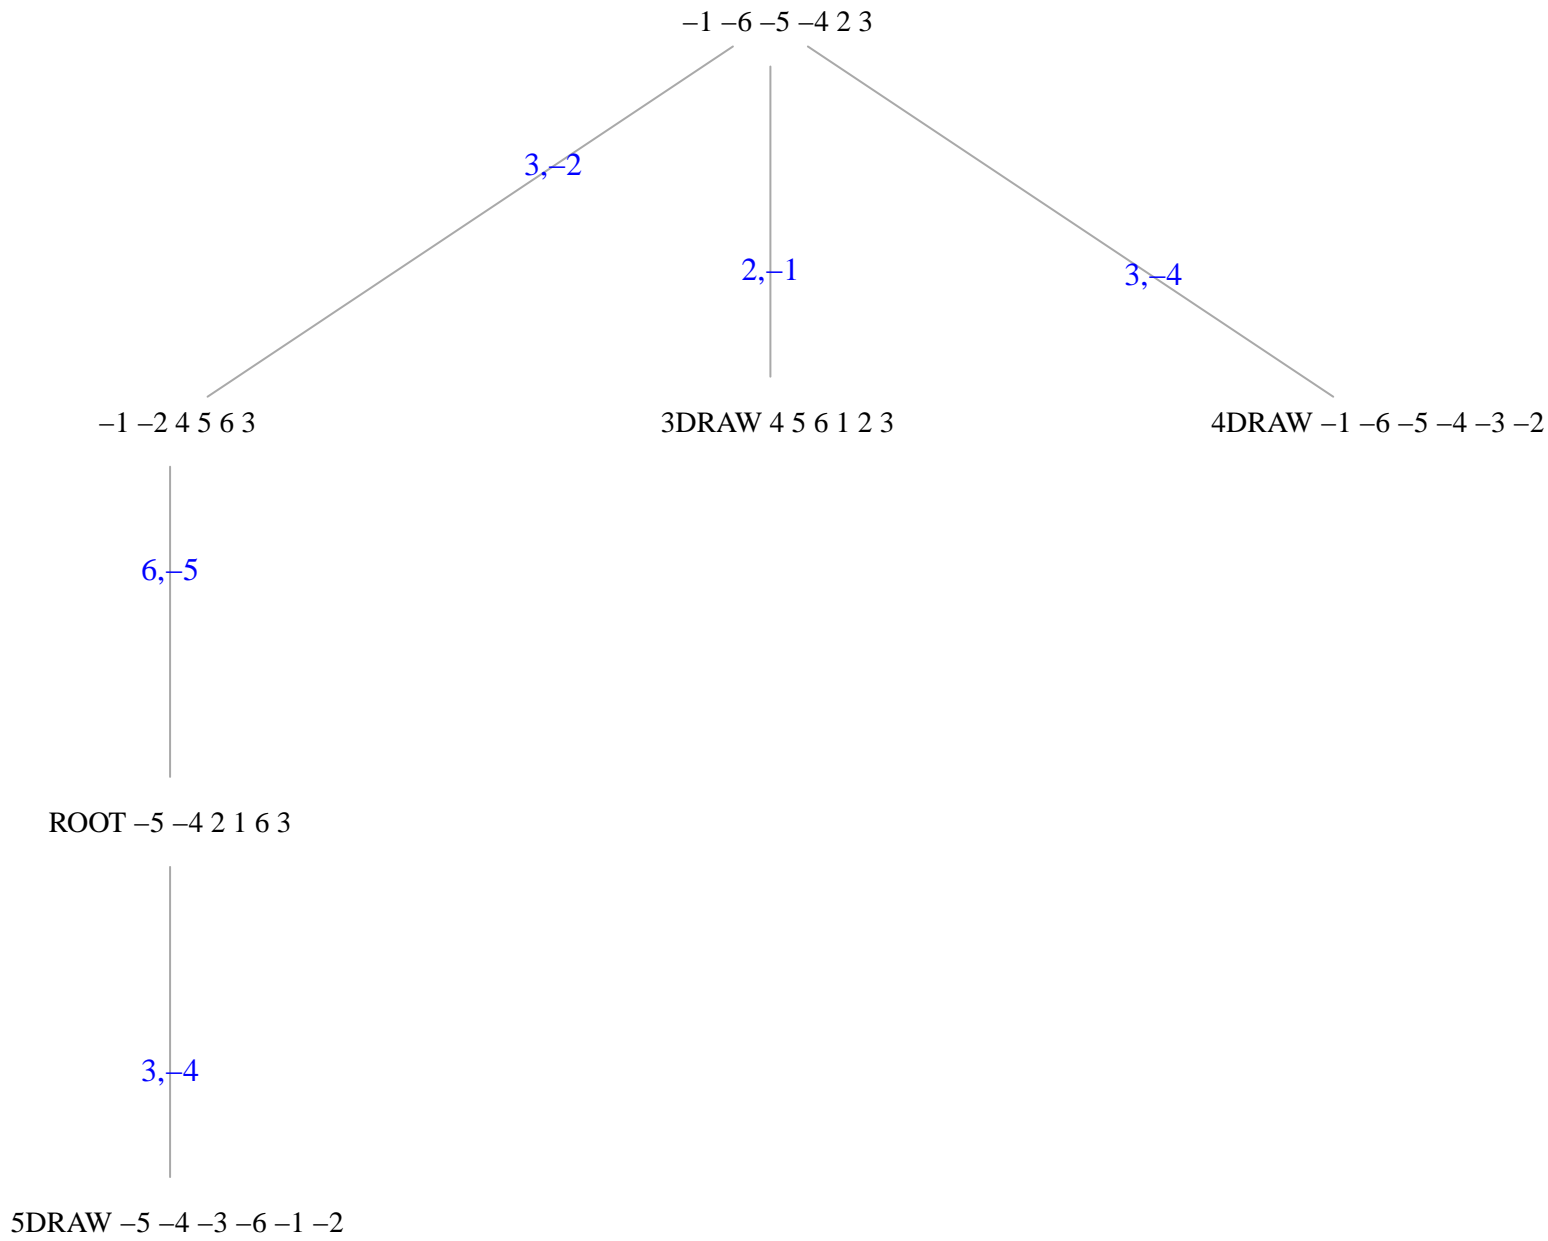 –1 –6 –5 –4 2 3
3,–2
2,–1
3,–4
–1 –2 4 5 6 3
3DRAW 4 5 6 1 2 3
4DRAW –1 –6 –5 –4 –3 –2
6,–5
ROOT –5 –4 2 1 6 3
3,–4
5DRAW –5 –4 –3 –6 –1 –2